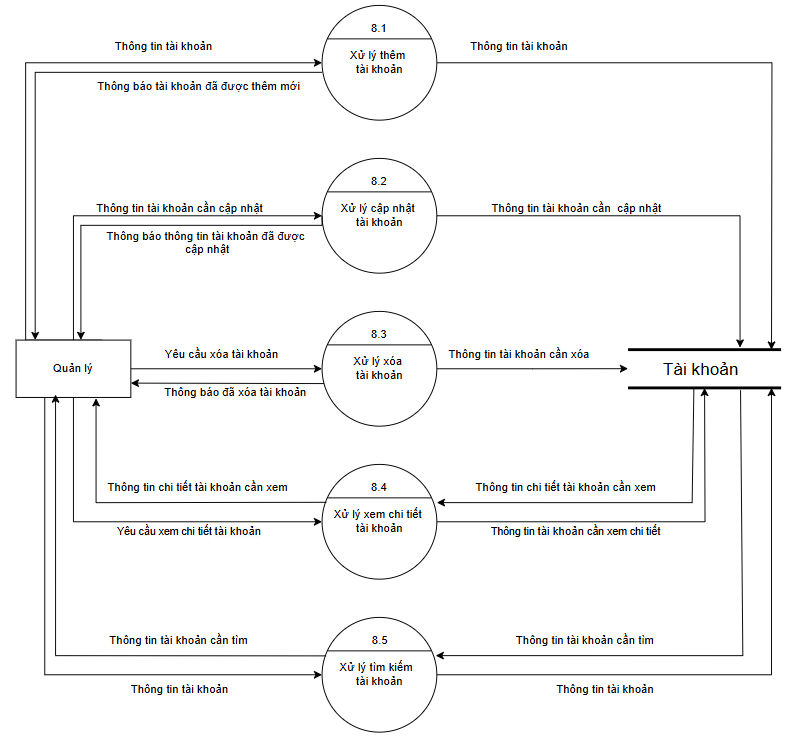 8.1
Thông tin tài khoản
Xử lý thêm
tài khoản
Thông tin tài khoản
Thông báo tài khoản đã được thêm mới
8.2
Thông tin tài khoản cần cập nhật
Xử lý cập nhật
tài khoản
Thông tin tài khoản cần cập nhật
Thông báo thông tin tài khoản đã được
cập nhật
8.3
Yêu cầu xóa tài khoản
Xử lý xóa
tài khoản
Thông tin tài khoản cần xóa
Quản lý
Tài khoản
Thông báo đã xóa tài khoản
8.4
Thông tin chi tiết tài khoản cần xem
Xử lý xem chi tiết
tài khoản
Thông tin chi tiết tài khoản cần xem
Yêu cầu xem chi tiết tài khoản
Thông tin tài khoản cần xem chi tiết
8.5
Thông tin tài khoản cần tìm
Xử lý tìm kiếm
tài khoản
Thông tin tài khoản cần tìm
Thông tin tài khoản
Thông tin tài khoản